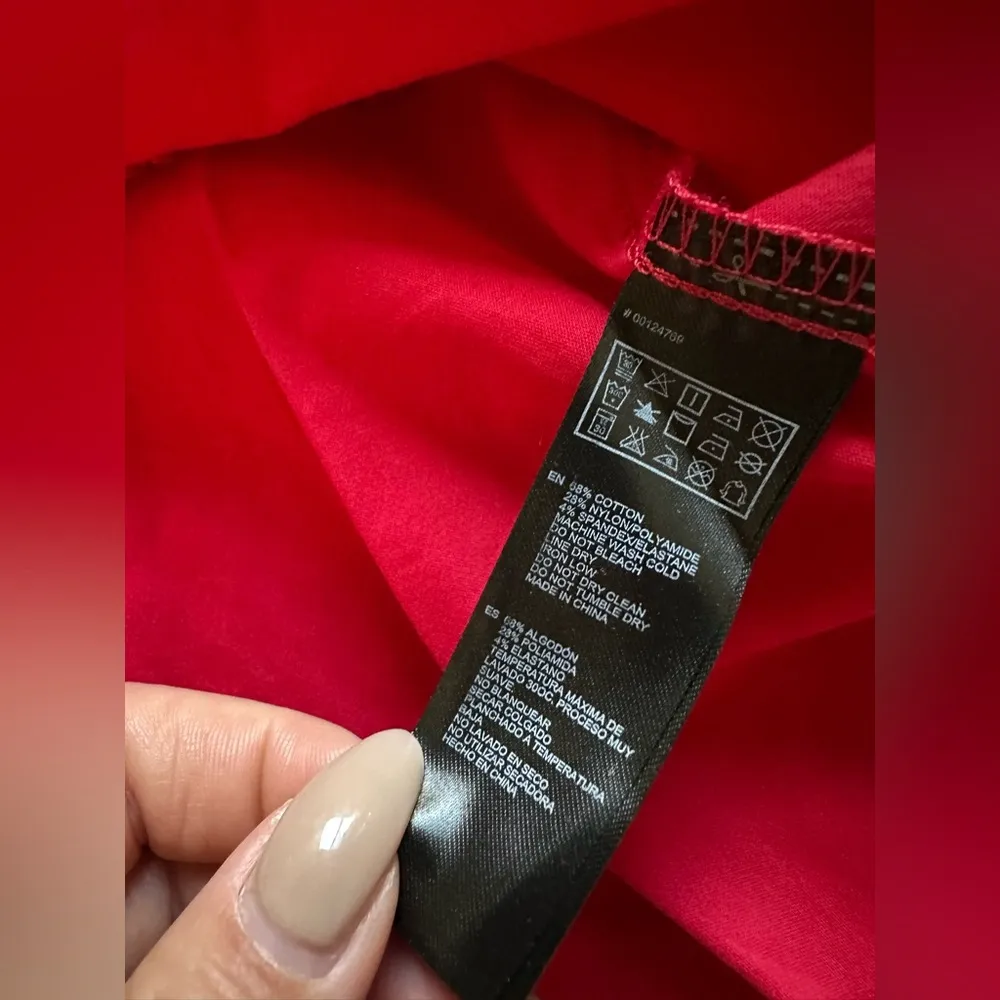 # 00124769
EN 68% COTTON
28% NYLON/POLYAMIDE
4% SPANDEX/ELASTANE
MACHINE WASH COLD
DO NOT BLEACH
LINE DRY
IRON LOW
DO NOT DRY CLEAN
DO NOT TUMBLE DRY
MADE IN CHINA
ES 68% ALGODÓN
28% POLIAMIDA
4% ELASTANO
TEMPERATURA MÁXIMA DE
LAVADO 30OC. PROCESO MUY
SUAVE
NO BLANQUEAR
SECAR COLGADO
PLANCHADO A TEMPERATURA
BAJA
NO LAVADO EN SECO
NO UTILIZAR SECADORA
HECHO EN CHINA